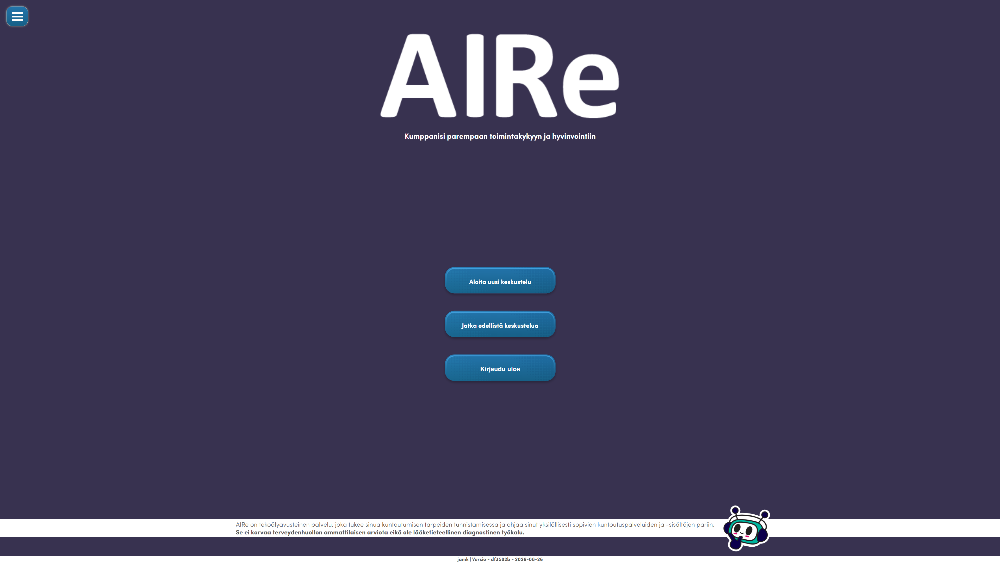 AIRe
Kumppanisi parempaan toimintakykyyn ja hyvinvointiin
Aloita uusi keskustelu
Jatka edellistä keskustelua
Kirjaudu ulos
AIRe on tekoälyavusteinen palvelu, joka tukee sinua kuntoutumisen tarpeiden tunnistamisessa ja ohjaa sinut yksilöllisesti sopivien kuntoutuspalveluiden ja -sisältöjen pariin.
Se ei korvaa terveydenhuollon ammattilaisen arviota eikä ole lääketieteellinen diagnostinen työkalu.
jamk | Versio - df3582b - 2026-08-26